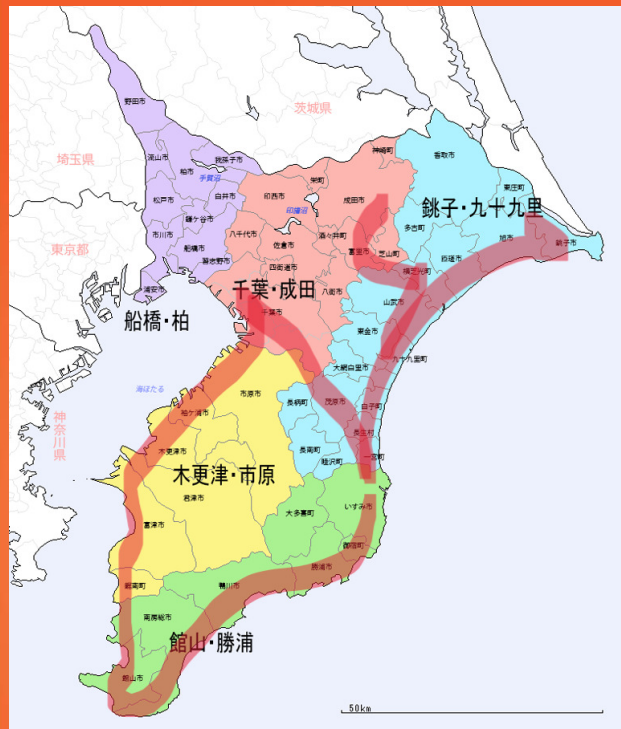 茨城県
埼玉県
東京都
神奈川県
野田市
流山市
柏市
我孫子市
手賀沼
松戸市
鎌ケ谷市
白井市
市川市
船橋市
習志野市
浦安市
船橋・柏
栄町
神崎町
成田市
印西市
印旛沼
酒々井町
八千代市
佐倉市
富里市
芝山町
四街道市
八街市
千葉・成田
千葉市
香取市
東庄町
銚子・九十九里
多古町
匝瑳市
旭市
銚子市
横芝光町
山武市
東金市
九十九里町
大網白里市
白子町
茂原市
長柄町
長生村
長南町
睦沢町
一宮町
海ほたる
市原市
袖ケ浦市
木更津市
木更津・市原
君津市
富津市
鋸南町
大多喜町
いすみ市
御宿町
勝浦市
鴨川市
南房総市
館山・勝浦
館山市
50km